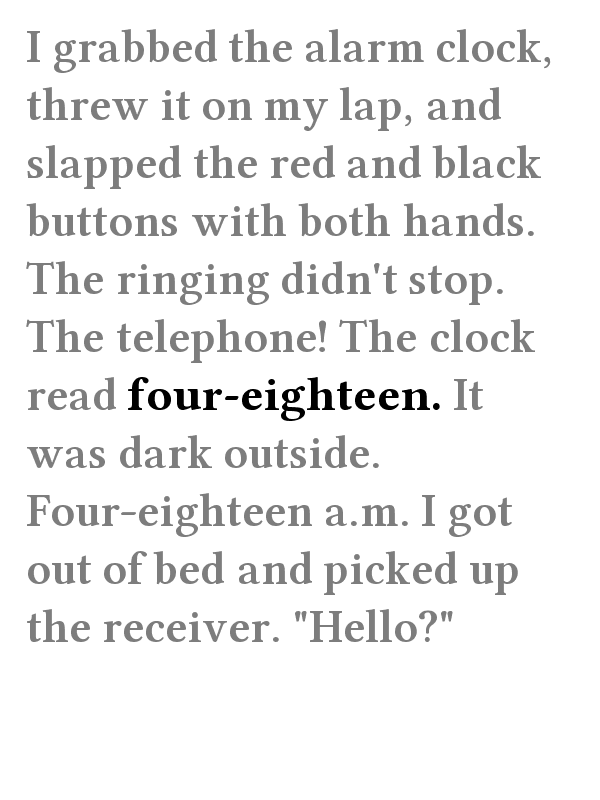 I grabbed the alarm clock,
threw it on my lap, and
slapped the red and black
buttons with both hands.
The ringing didn't stop.
The telephone! The clock
read four-eighteen. It
was dark outside.
Four-eighteen a.m. I got
out of bed and picked up
the receiver. "Hello?"